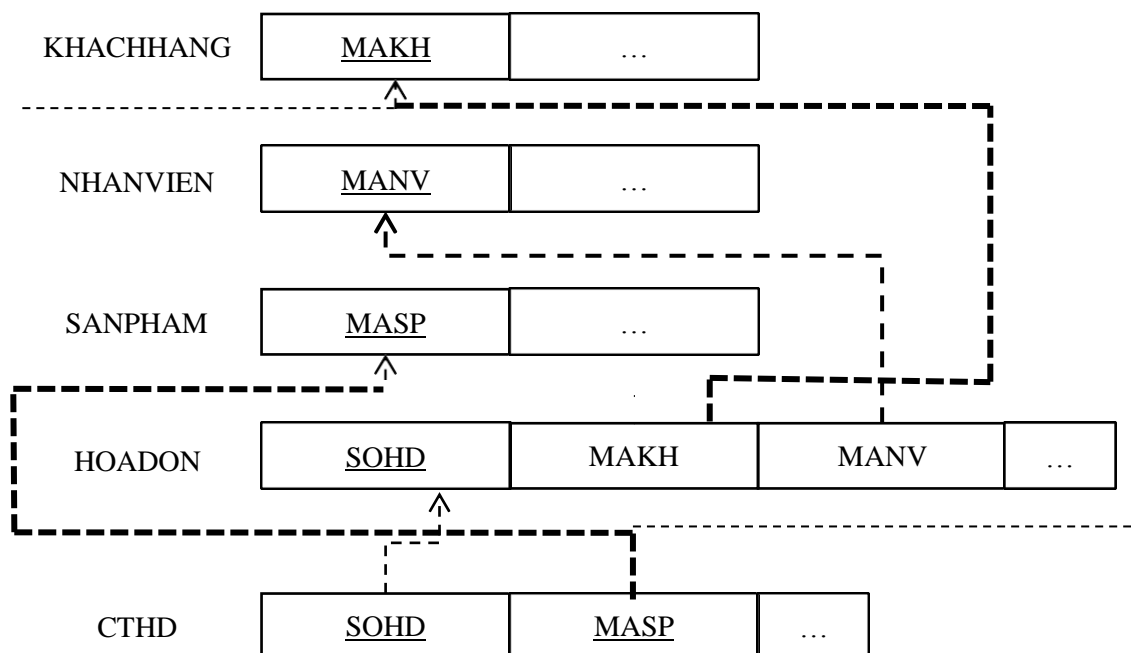 KHACHHANG MAKH …
NHANVIEN MANV …
SANPHAM MASP …
HOADON SOHD MAKH MANV …
CTHD SOHD MASP …